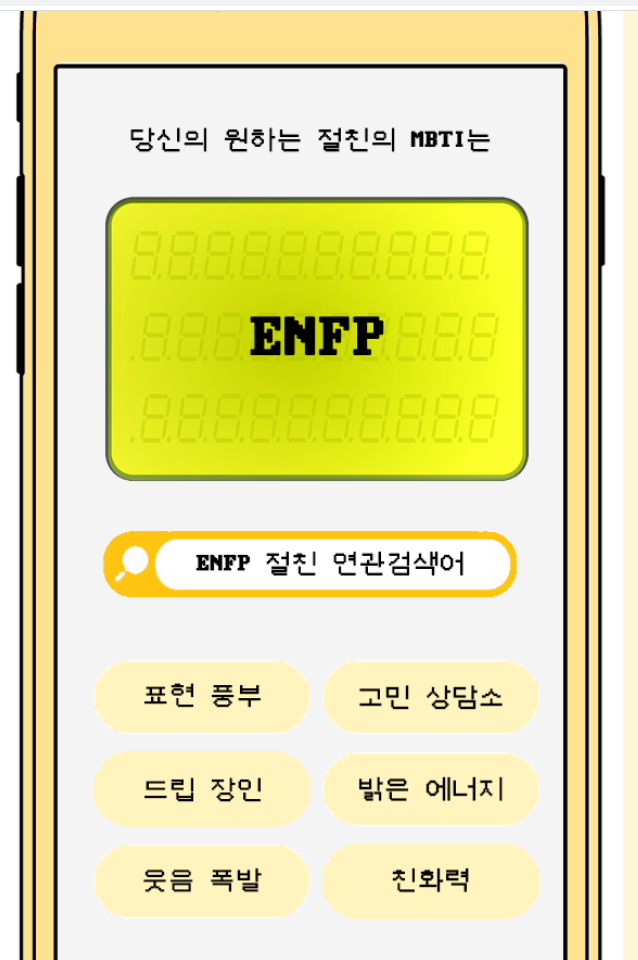 당신의 원하는 절친의 MBTI는
ENFP
ENFP 절친 연관검색어
표현 풍부 고민 상담소
드립 장인 밝은 에너지
웃음 폭발 친화력